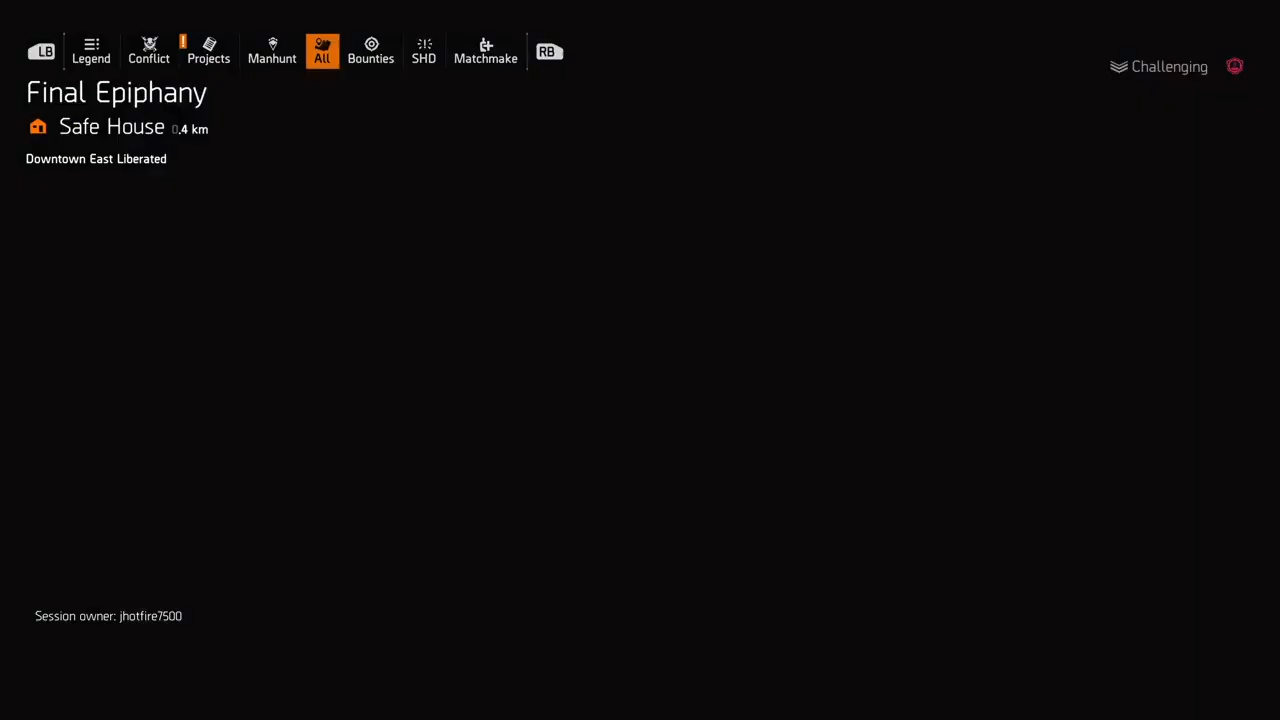 LB Legend Conflict Projects Manhunt All Bounties SHD Matchmake RB
Challenging
Final Epiphany
Safe House 0.4 km
Downtown East Liberated
Session owner: jhotfire7500